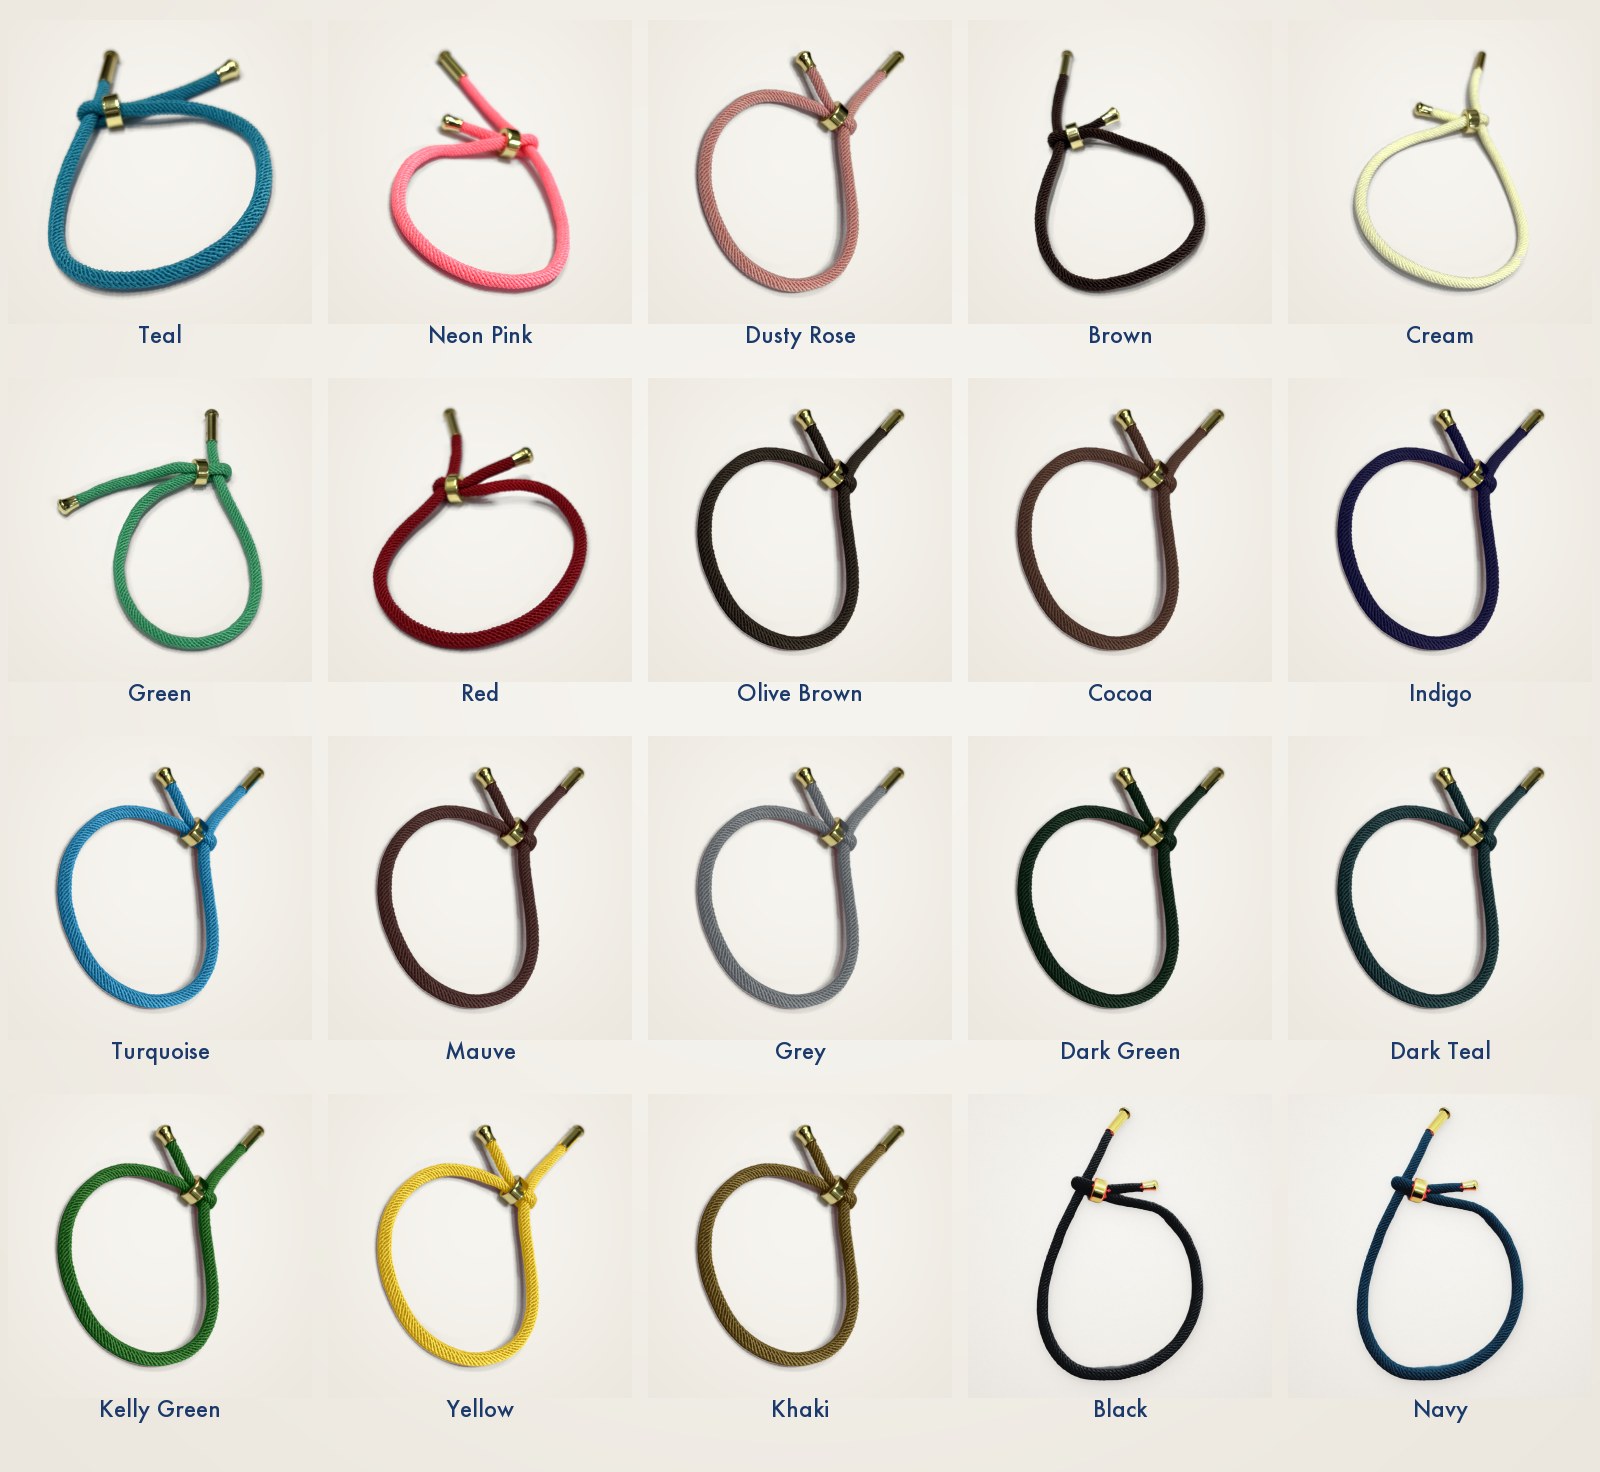 Teal
Neon Pink
Dusty Rose
Brown
Cream
Green
Red
Olive Brown
Cocoa
Indigo
Turquoise
Mauve
Grey
Dark Green
Dark Teal
Kelly Green
Yellow
Khaki
Black
Navy